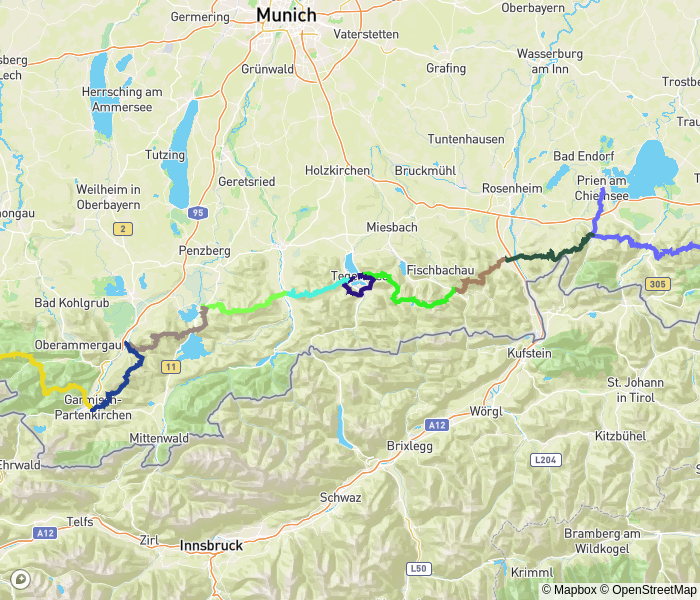 Oberbayern
Germering
Munich
Vaterstetten
sberg
Lech
Wasserburg
am Inn
Grünwald
Grafing
Herrsching am
Ammersee
Trostbe
Trau
Tuntenhausen
Tutzing
Bad Endorf
Holzkirchen
Bruckmühl
Geretsried
Prien am
Chiemsee
Rosenheim
Weilheim in
Oberbayern
ongau
95
2
Miesbach
Penzberg
Fischbachau
305
Bad Kohlgrub
Oberammergau
Kufstein
11
Garmisch-
Partenkirchen
St. Johann
in Tirol
Wörgl
A12
Mittenwald
Kitzbühel
Brixlegg
Ehrwald
L204
Schwaz
Telfs
A12
Zirl
Innsbruck
Bramberg am
Wildkogel
L50
Krimml
© Mapbox © OpenStreetMap